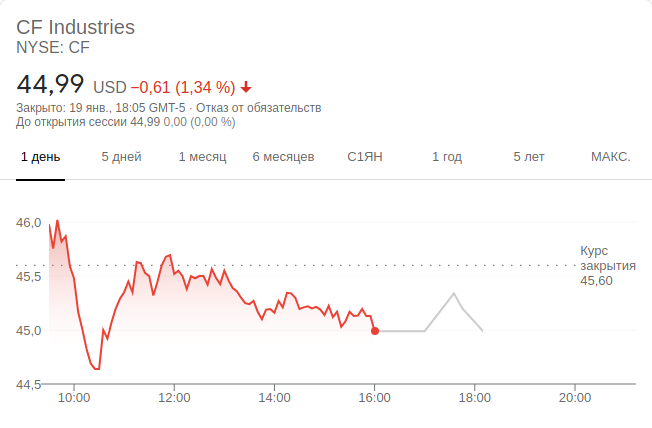 CF Industries
NYSE: CF
44,99 USD −0,61 (1,34 %)
Закрыто: 19 янв., 18:05 GMT-5 · Отказ от обязательств
До открытия сессии 44,99 0,00 (0,00 %)
1 день 5 дней 1 месяц 6 месяцев С1ЯН 1 год 5 лет МАКС.
46,0
Курс
закрытия
45,5
45,60
45,0
44,5
10:00 12:00 14:00 16:00 18:00 20:00